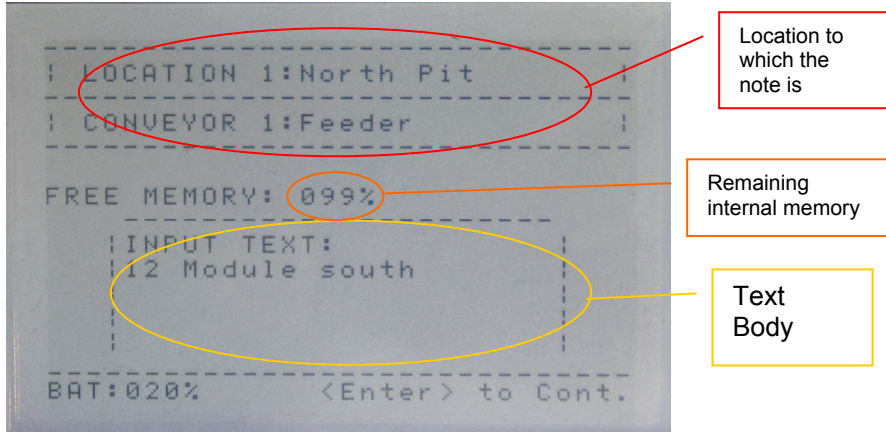 LOCATION 1:North Pit
CONVEYOR 1:Feeder
FREE MEMORY: 099%
INPUT TEXT:
12 Module south
BAT:020% <Enter> to Cont.
Location to
which the
note is
Remaining
internal memory
Text
Body